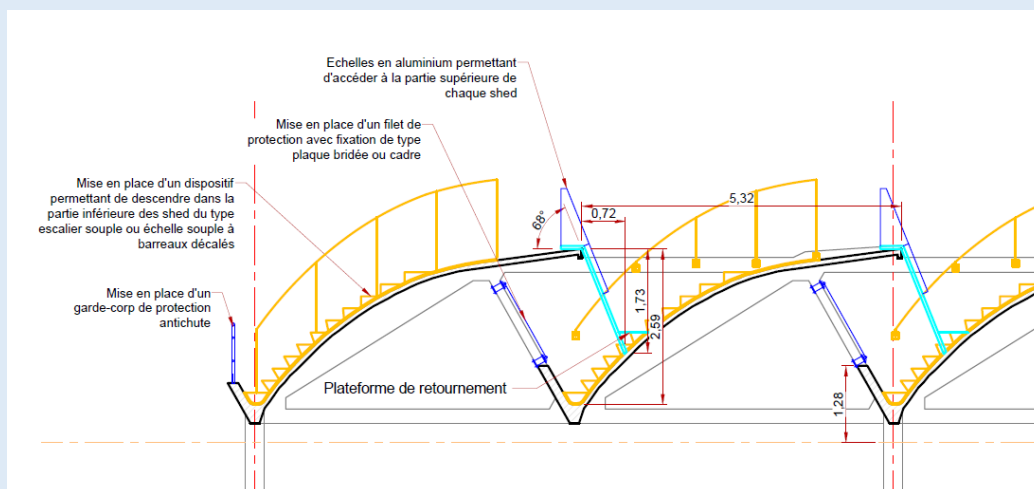 Echelles en aluminium permettant
d'accéder à la partie supérieure de
chaque shed
Mise en place d'un filet de
protection avec fixation de type
plaque bridée ou cadre
Mise en place d'un dispositif
permettant de descendre dans la
partie inférieure des shed du type
escalier souple ou échelle souple à
barreaux décalés
Mise en place d'un
garde-corp de protection
antichute
Plateforme de retournement
68°
0,72
5,32
1,73
2,59
1,28